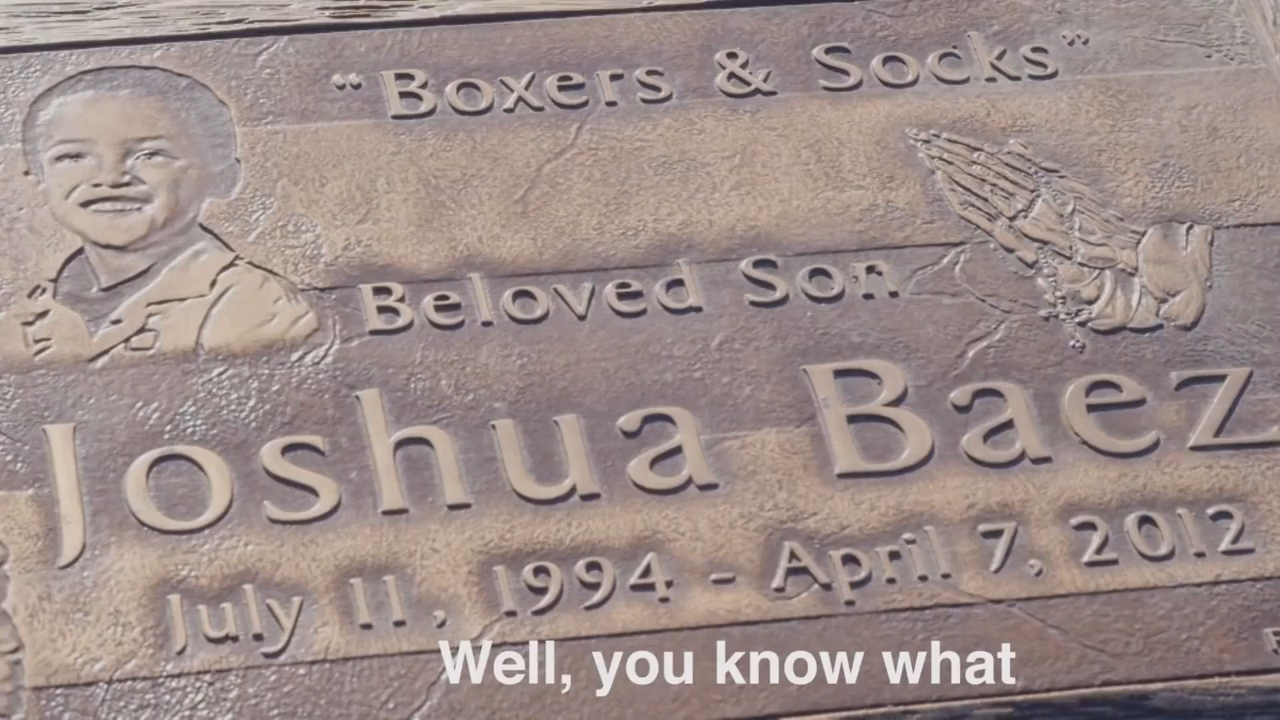 “Boxers & Socks”
Beloved Son
Joshua Baez
July 11, 1994 - April 7, 2012
Well, you know what